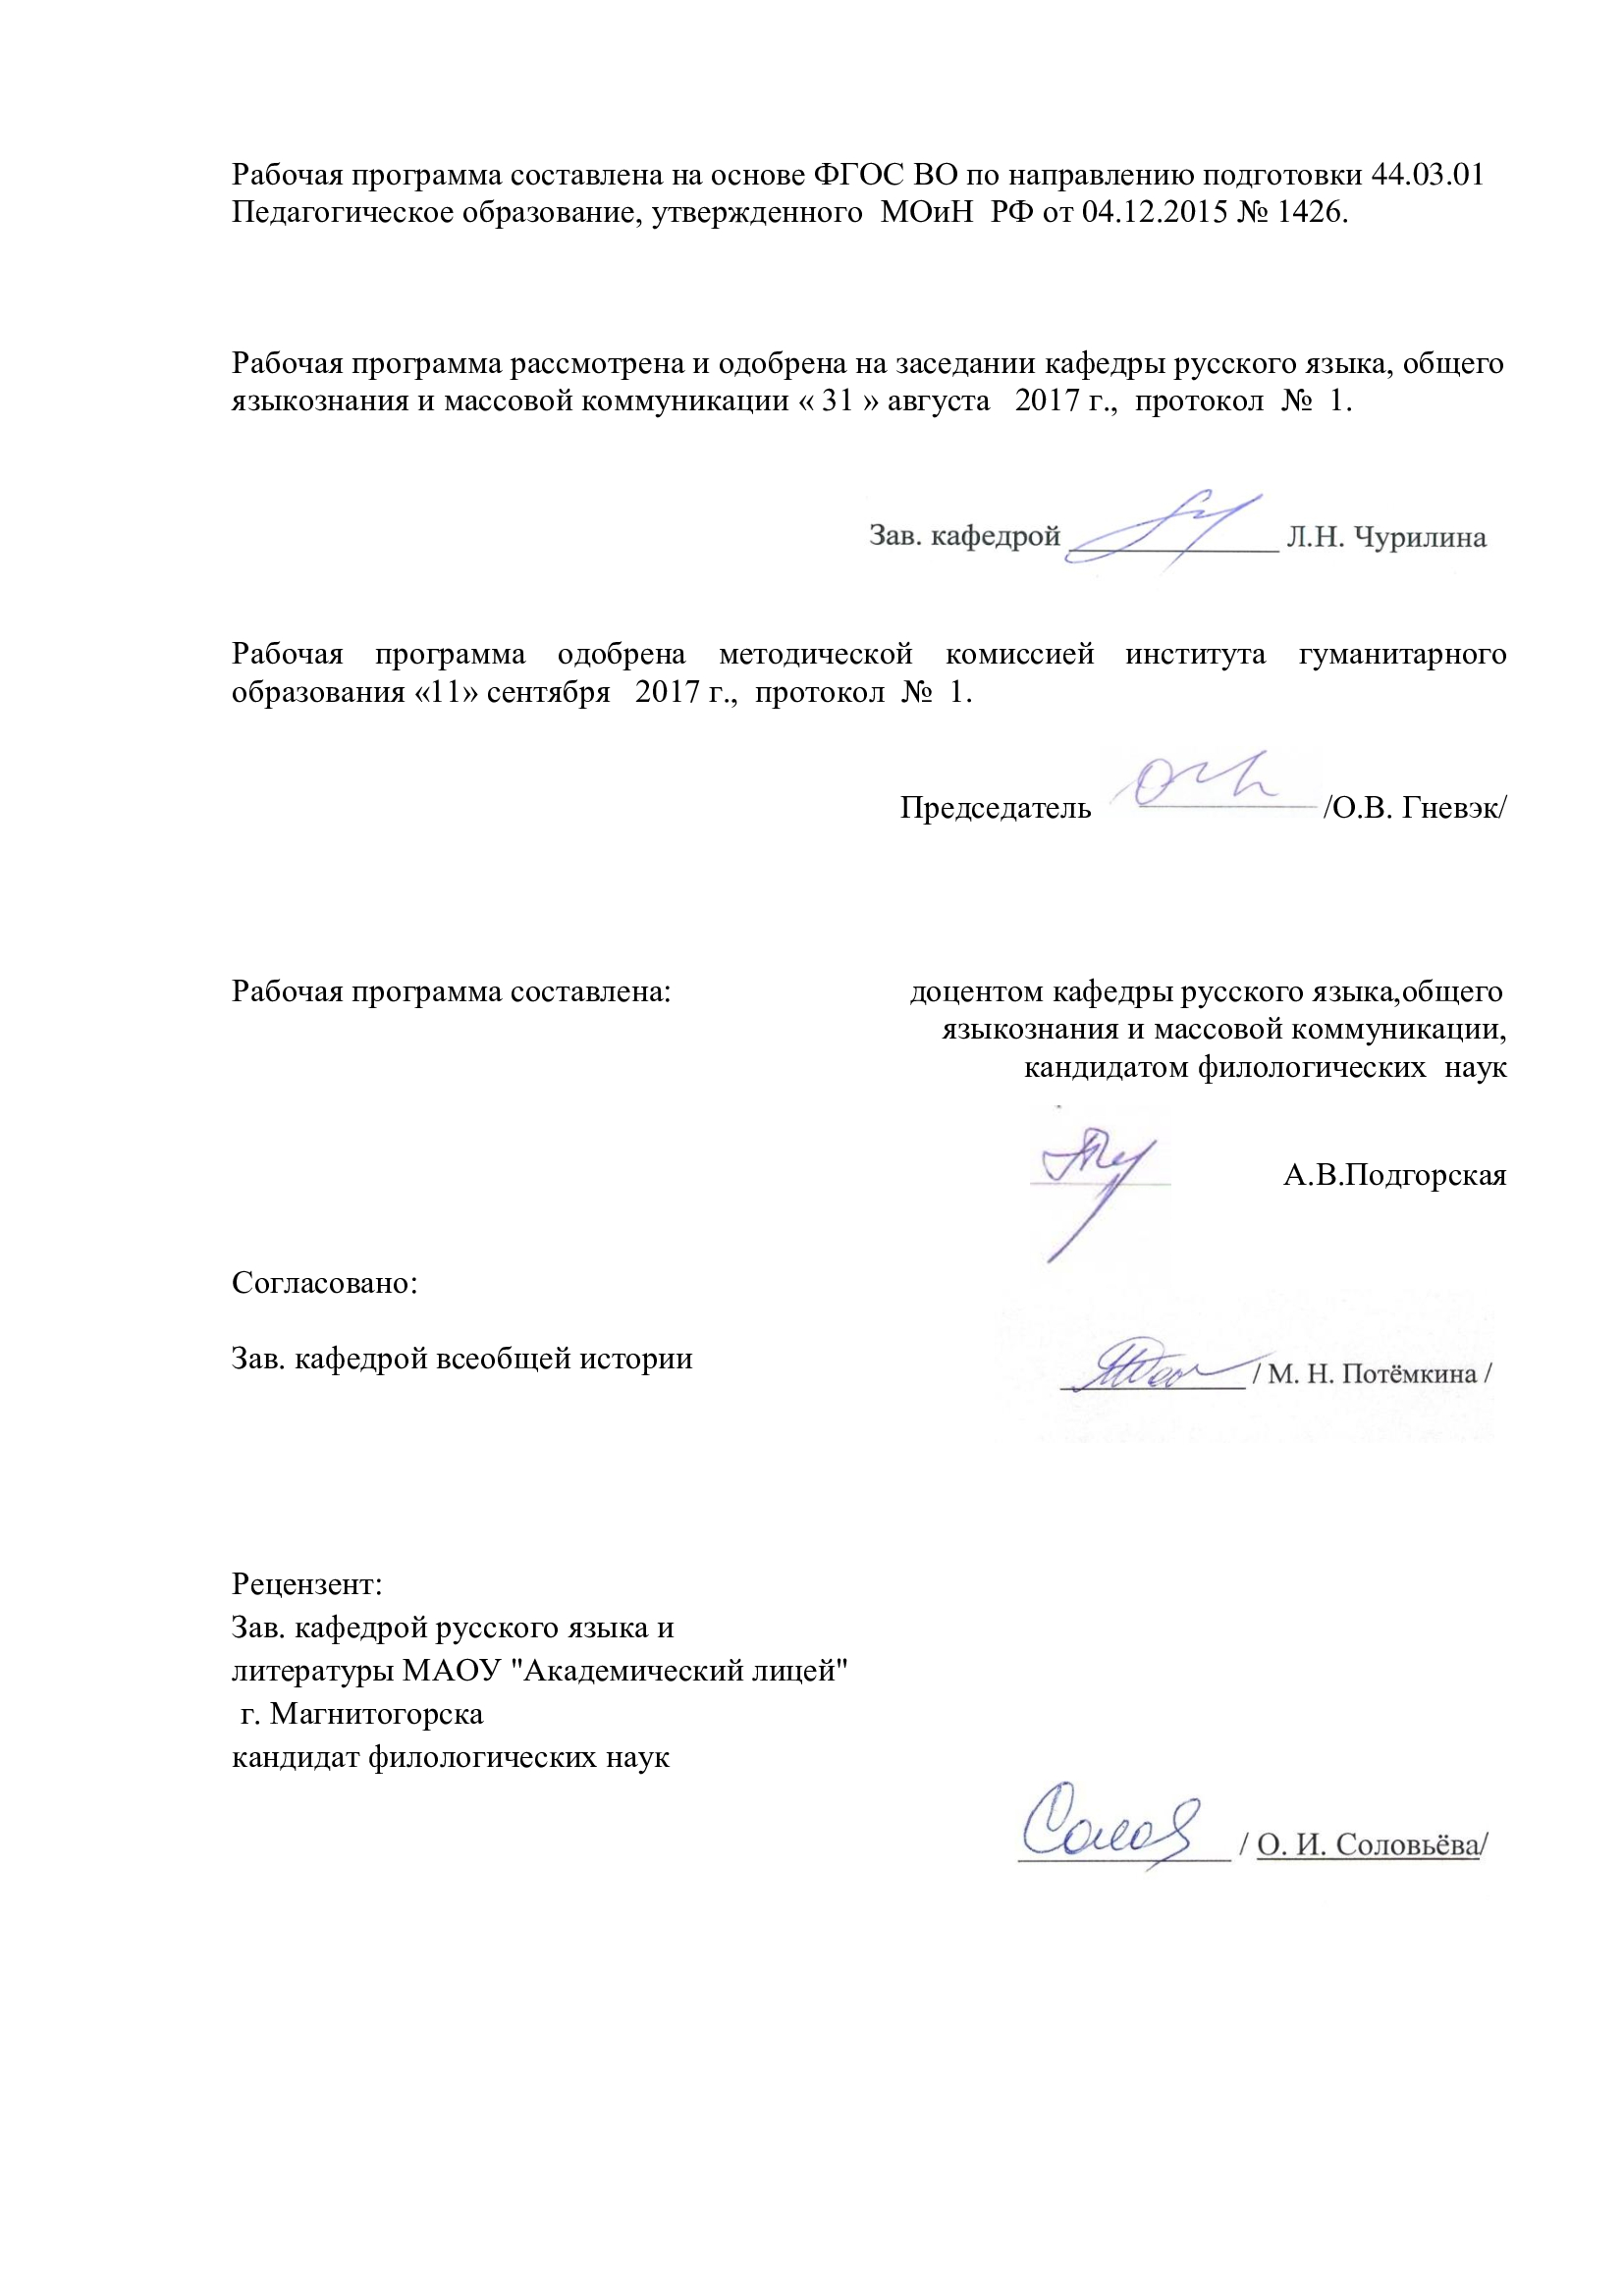 Рабочая программа составлена на основе ФГОС ВО по направлению подготовки 44.03.01
Педагогическое образование, утвержденного МОиН РФ от 04.12.2015 № 1426.
Рабочая программа рассмотрена и одобрена на заседании кафедры русского языка, общего
языкознания и массовой коммуникации « 31 » августа 2017 г., протокол № 1.
Зав. кафедрой ______________ Л.Н. Чурилина
Рабочая программа одобрена методической комиссией института гуманитарного
образования «11» сентября 2017 г., протокол № 1.
Председатель ____________ /О.В. Гневэк/
Рабочая программа составлена: доцентом кафедры русского языка,общего
языкознания и массовой коммуникации,
кандидатом филологических наук
А.В.Подгорская
Согласовано:
Зав. кафедрой всеобщей истории
____________ / М. Н. Потёмкина /
Рецензент:
Зав. кафедрой русского языка и
литературы МАОУ "Академический лицей"
г. Магнитогорска
кандидат филологических наук
______________ / О. И. Соловьёва/